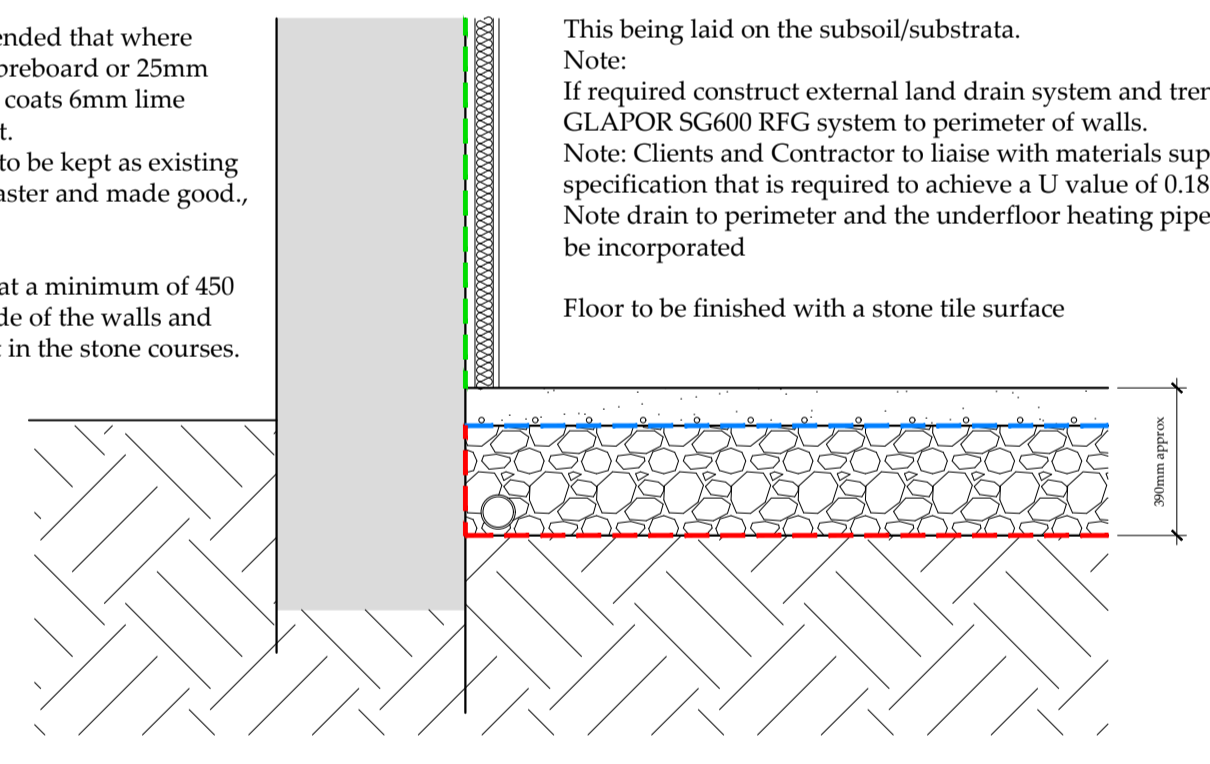 ended that where
oreboard or 25mm
coats 6mm lime
t.
to be kept as existing
aster and made good.,
at a minimum of 450
de of the walls and
t in the stone courses.
This being laid on the subsoil/substrata.
Note:
If required construct external land drain system and tren
GLAPOR SG600 RFG system to perimeter of walls.
Note: Clients and Contractor to liaise with materials sup
specification that is required to achieve a U value of 0.18
Note drain to perimeter and the underfloor heating pipe
be incorporated
Floor to be finished with a stone tile surface
390mm approx